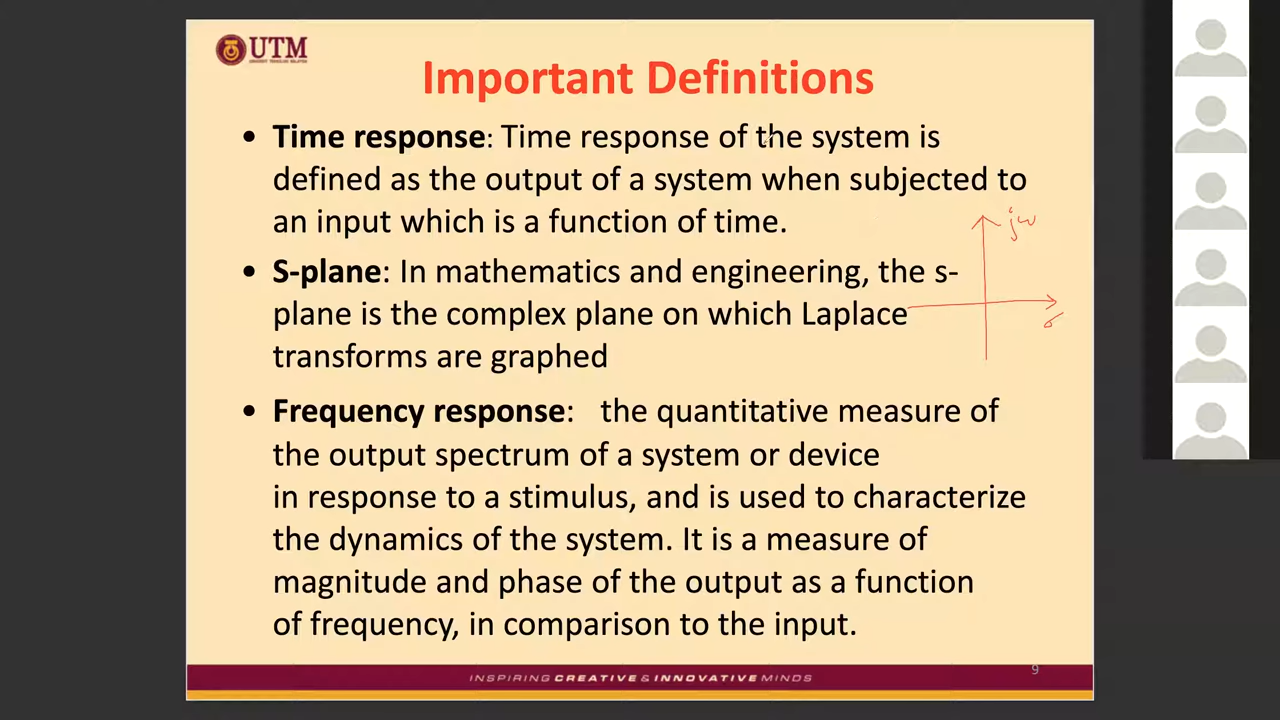 UTM
UNIVERSITI TEKNOLOGI MALAYSIA
Important Definitions
• Time response: Time response of the system is
defined as the output of a system when subjected to
an input which is a function of time.
jω
• S-plane: In mathematics and engineering, the s-
plane is the complex plane on which Laplace
σ
transforms are graphed
• Frequency response: the quantitative measure of
the output spectrum of a system or device
in response to a stimulus, and is used to characterize
the dynamics of the system. It is a measure of
magnitude and phase of the output as a function
of frequency, in comparison to the input.
9
INSPIRING CREATIVE & INNOVATIVE MINDS